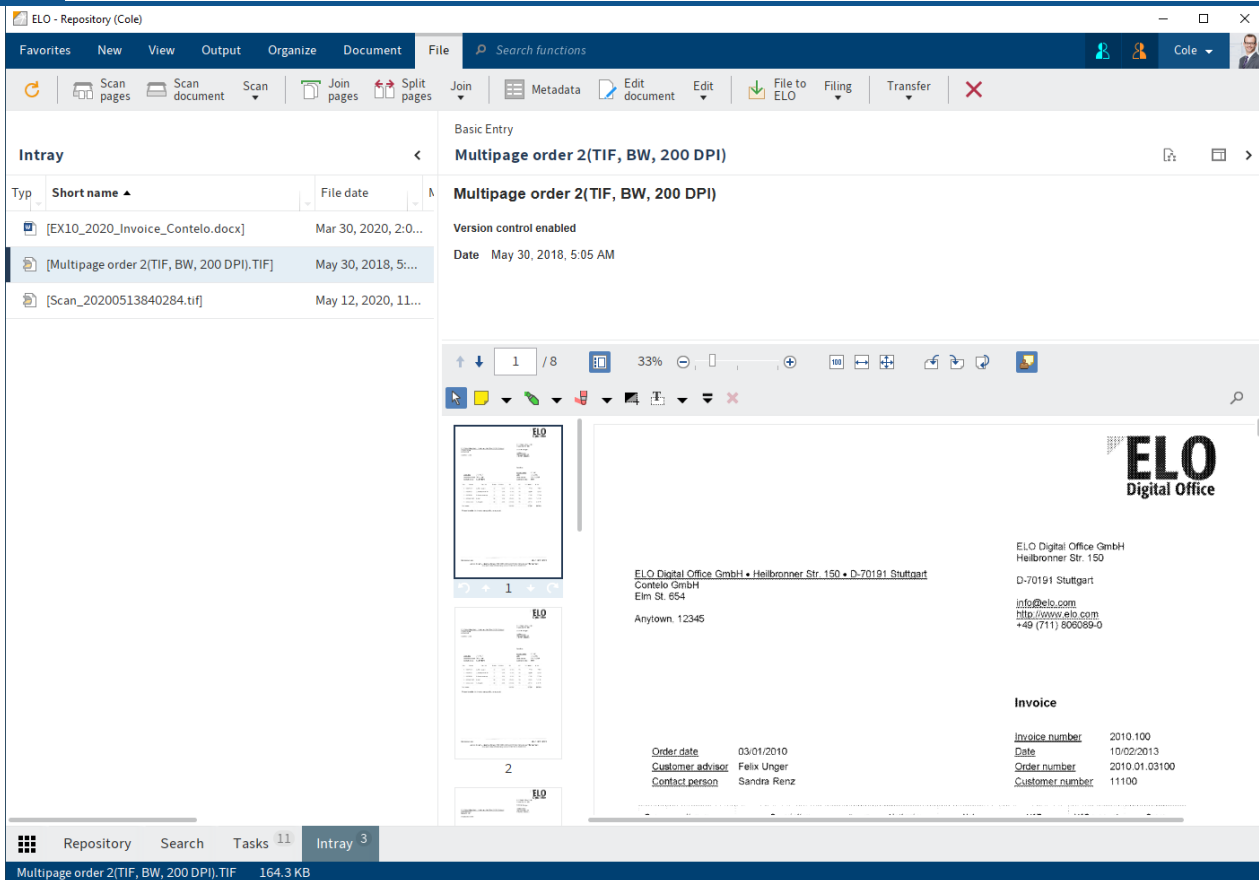 ELO - Repository (Cole)
Favorites New View Output Organize Document File Search functions Cole
Scan pages Scan document Scan Join pages Split pages Join Metadata Edit document Edit File to ELO Filing Transfer
Basic Entry
Intray
Multipage order 2(TIF, BW, 200 DPI)
Typ Short name File date
Multipage order 2(TIF, BW, 200 DPI)
[EX10_2020_Invoice_Contelo.docx] Mar 30, 2020, 2:0...
Version control enabled
[Multipage order 2(TIF, BW, 200 DPI).TIF] May 30, 2018, 5:...
Date May 30, 2018, 5:05 AM
[Scan_20200513840284.tif] May 12, 2020, 11...
1 /8 33% 100
ELO
ELO
Digital Office
ELO Digital Office GmbH
Heilbronner Str. 150
ELO Digital Office GmbH • Heilbronner Str. 150 • D-70191 Stuttgart
Contelo GmbH
Elm St. 654
Anytown, 12345
D-70191 Stuttgart
info@elo.com
http://www.elo.com
+49 (711) 806089-0
1
ELO
Invoice
Invoice number 2010.100
Order date 03/01/2010
Date 10/02/2013
Customer advisor Felix Unger
Order number 2010.01.03100
Contact person Sandra Renz
Customer number 11100
2
ELO
Repository Search Tasks 11 Intray 3
Multipage order 2(TIF, BW, 200 DPI).TIF 164.3 KB